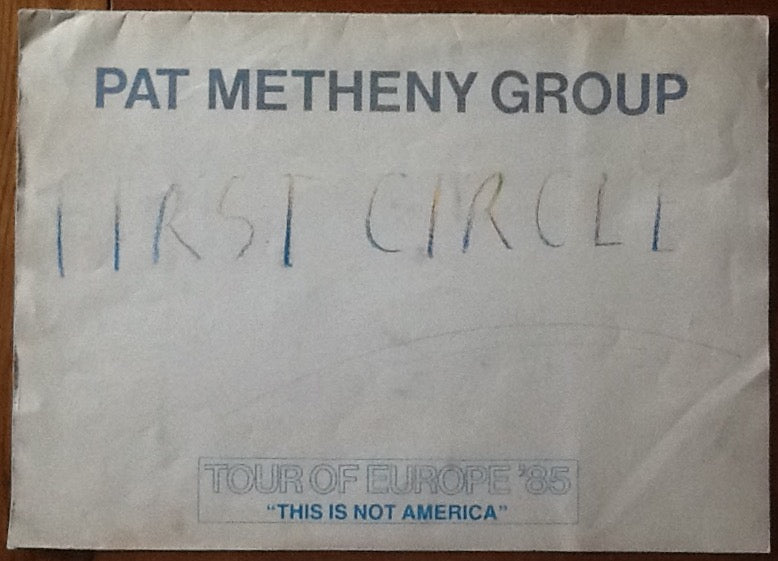 PAT METHENY GROUP
FIRST CIRCLE
TOUR OF EUROPE '85
"THIS IS NOT AMERICA"